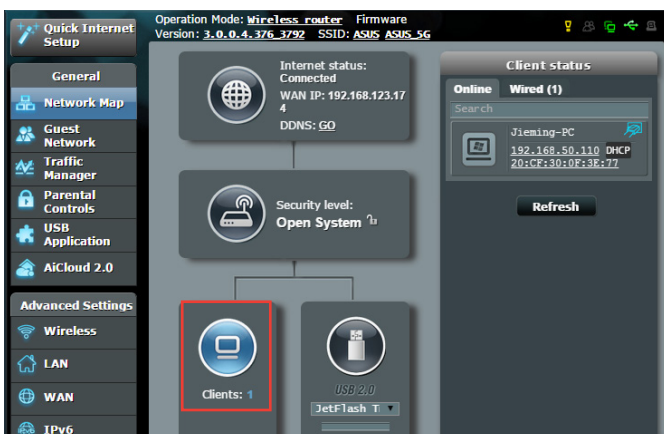 Operation Mode: Wireless router Firmware
Version: 3.0.0.4.376_3792 SSID: ASUS ASUS_5G
Quick Internet
Setup
General
Network Map
Guest
Network
Traffic
Manager
Parental
Controls
USB
Application
AiCloud 2.0
Advanced Settings
Wireless
LAN
WAN
IPv6
Internet status:
Connected
WAN IP: 192.168.123.17
4
DDNS: GO
Security level:
Open System
Clients: 1
USB 2.0
JetFlash T
Client status
Online Wired (1)
Search
Jieming-PC
192.168.50.110 DHCP
20:CF:30:0F:3E:77
Refresh